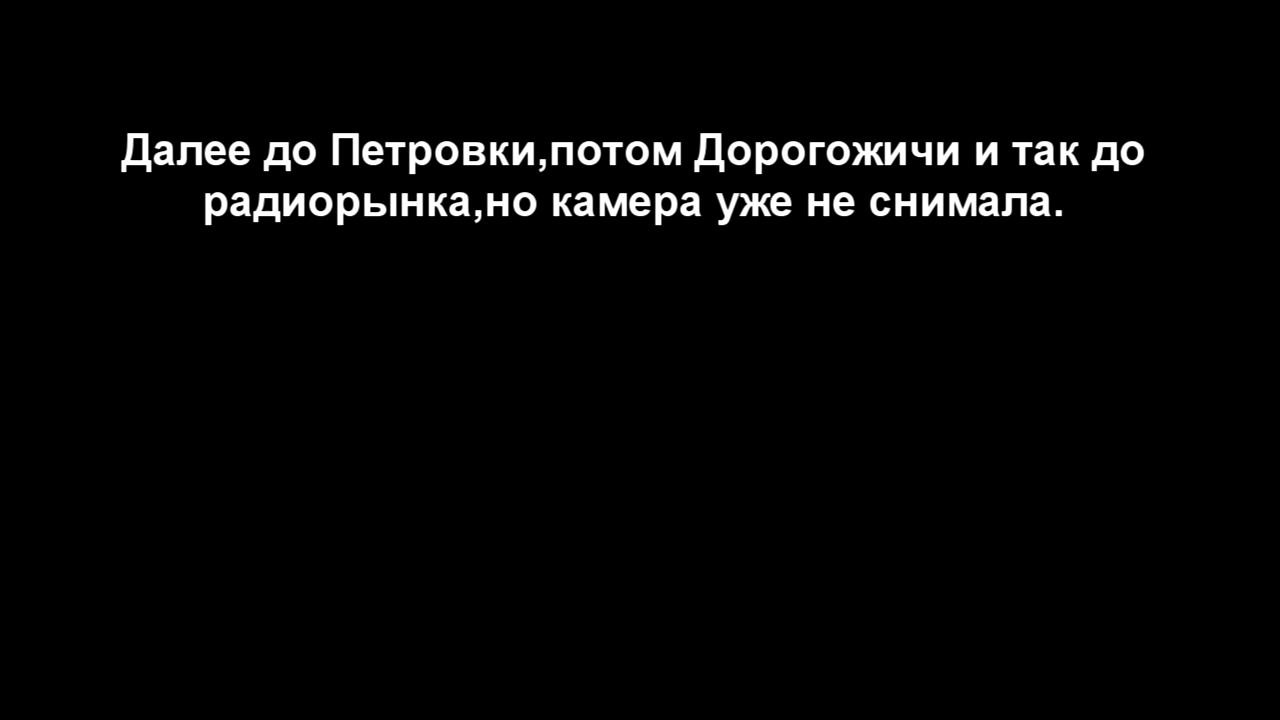 Далее до Петровки,потом Дорогожичи и так до
радиорынка,но камера уже не снимала.